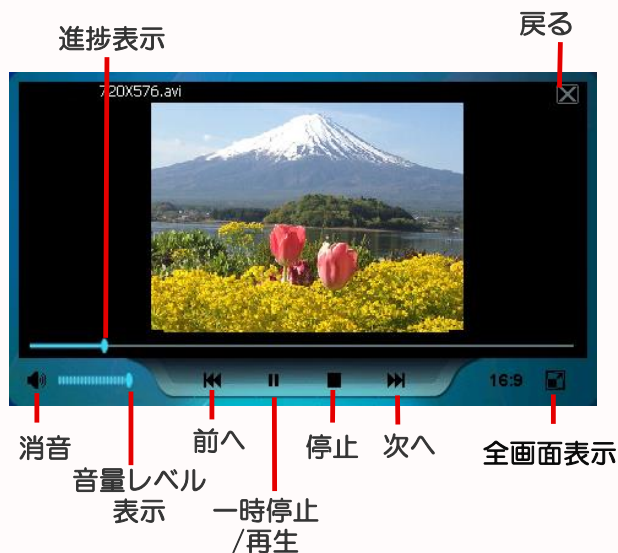 戻る
進捗表示
720X576.avi
16:9
消音
前へ
停止
次へ
全画面表示
音量レベル
表示
一時停止
/再生